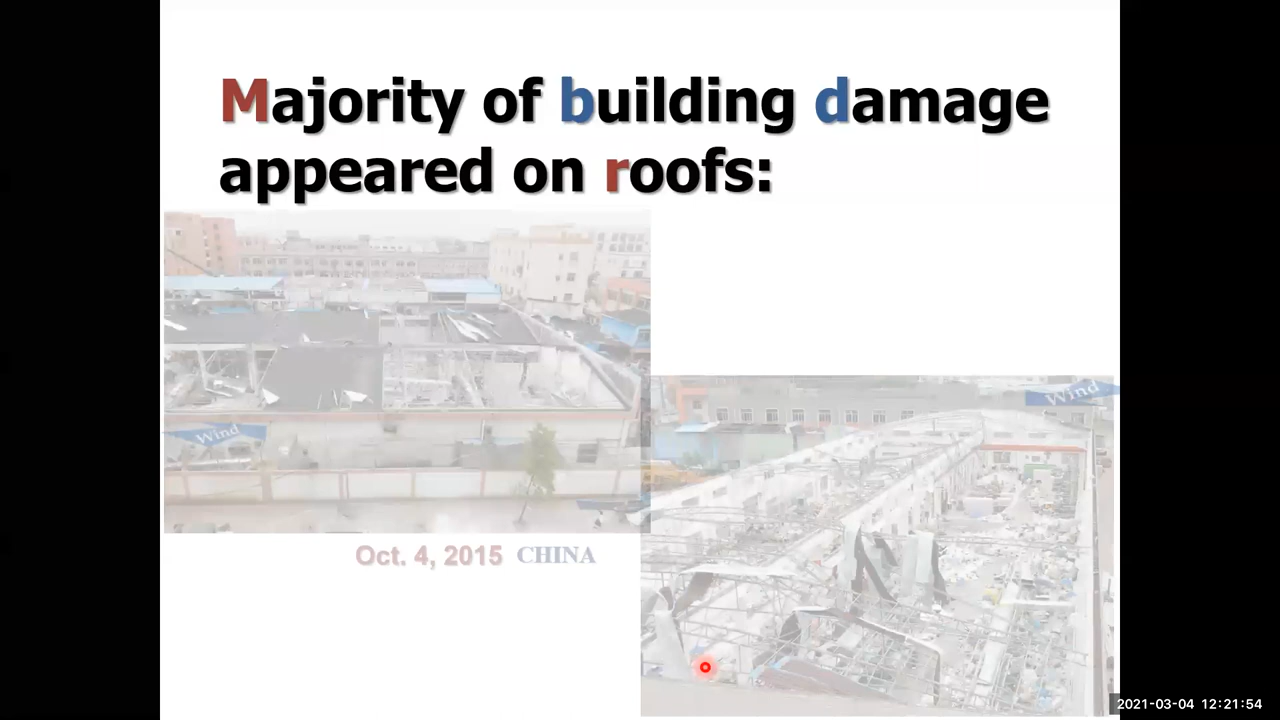 Majority of building damage
appeared on roofs:
Wind
Wind
Oct. 4, 2015 CHINA
2021-03-04 12:21:54